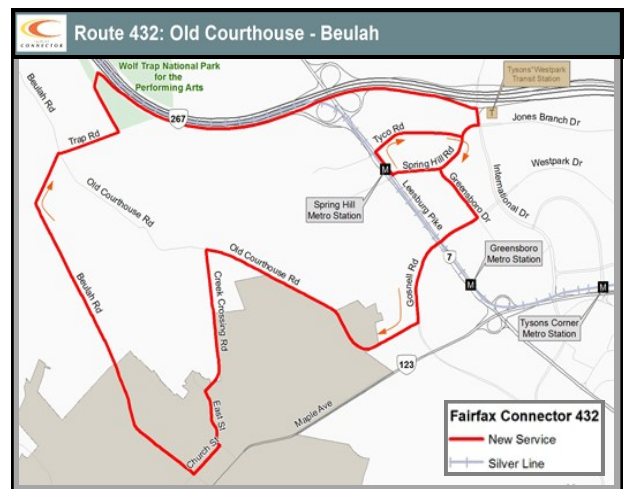 CONNECTOR
Route 432: Old Courthouse - Beulah
Wolf Trap National Park
for the
Performing Arts
Tysons*Westpark
Transit Station
T
Beulah Rd
267
Trap Rd
Jones Branch Dr
Tyco Rd
Spring Hill Rd
Westpark Dr
M
Spring Hill
Metro Station
Leesburg Pike
Greensboro Dr
International Dr
Old Courthouse Rd
7
Greensboro
Metro Station
M
Old Courthouse Rd
Gosnell Rd
Creek Crossing Rd
Beulah Rd
M
Tysons Corner
Metro Station
123
Maple Ave
East St
Church St
Fairfax Connector 432
New Service
Silver Line